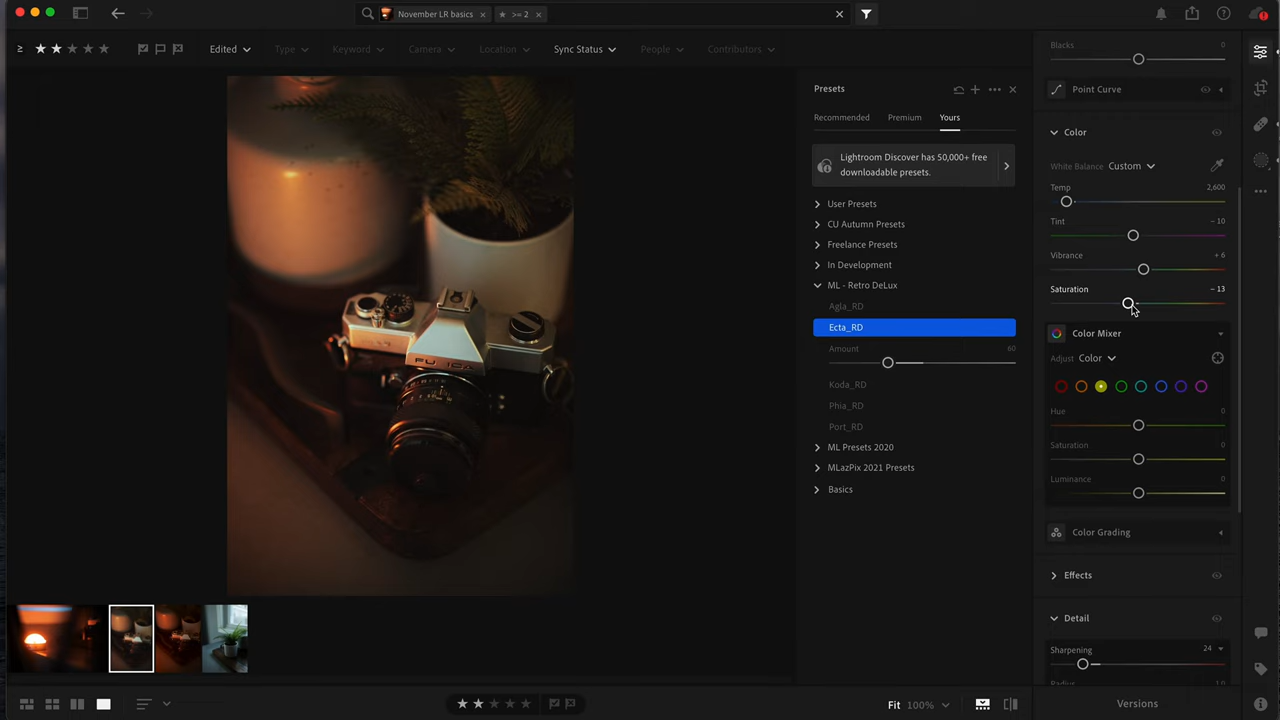 November LR basics ×
★ >= 2 ×
≥
Edited
Type
Keyword
Camera
Location
Sync Status
People
Contributors
Presets
Recommended
Premium
Yours
Lightroom Discover has 50,000+ free
downloadable presets.
User Presets
CU Autumn Presets
Freelance Presets
In Development
ML - Retro DeLux
Agla_RD
Ecta_RD
Amount 60
Koda_RD
Phia_RD
Port_RD
ML Presets 2020
MLazPix 2021 Presets
Basics
Blacks 0
Point Curve
Color
White Balance Custom
Temp 2,600
Tint – 10
Vibrance + 6
Saturation – 13
Color Mixer
Adjust Color
Hue 0
Saturation 0
Luminance 0
Color Grading
Effects
Detail
Sharpening 24
Radius 1.0
Versions
Fit 100%